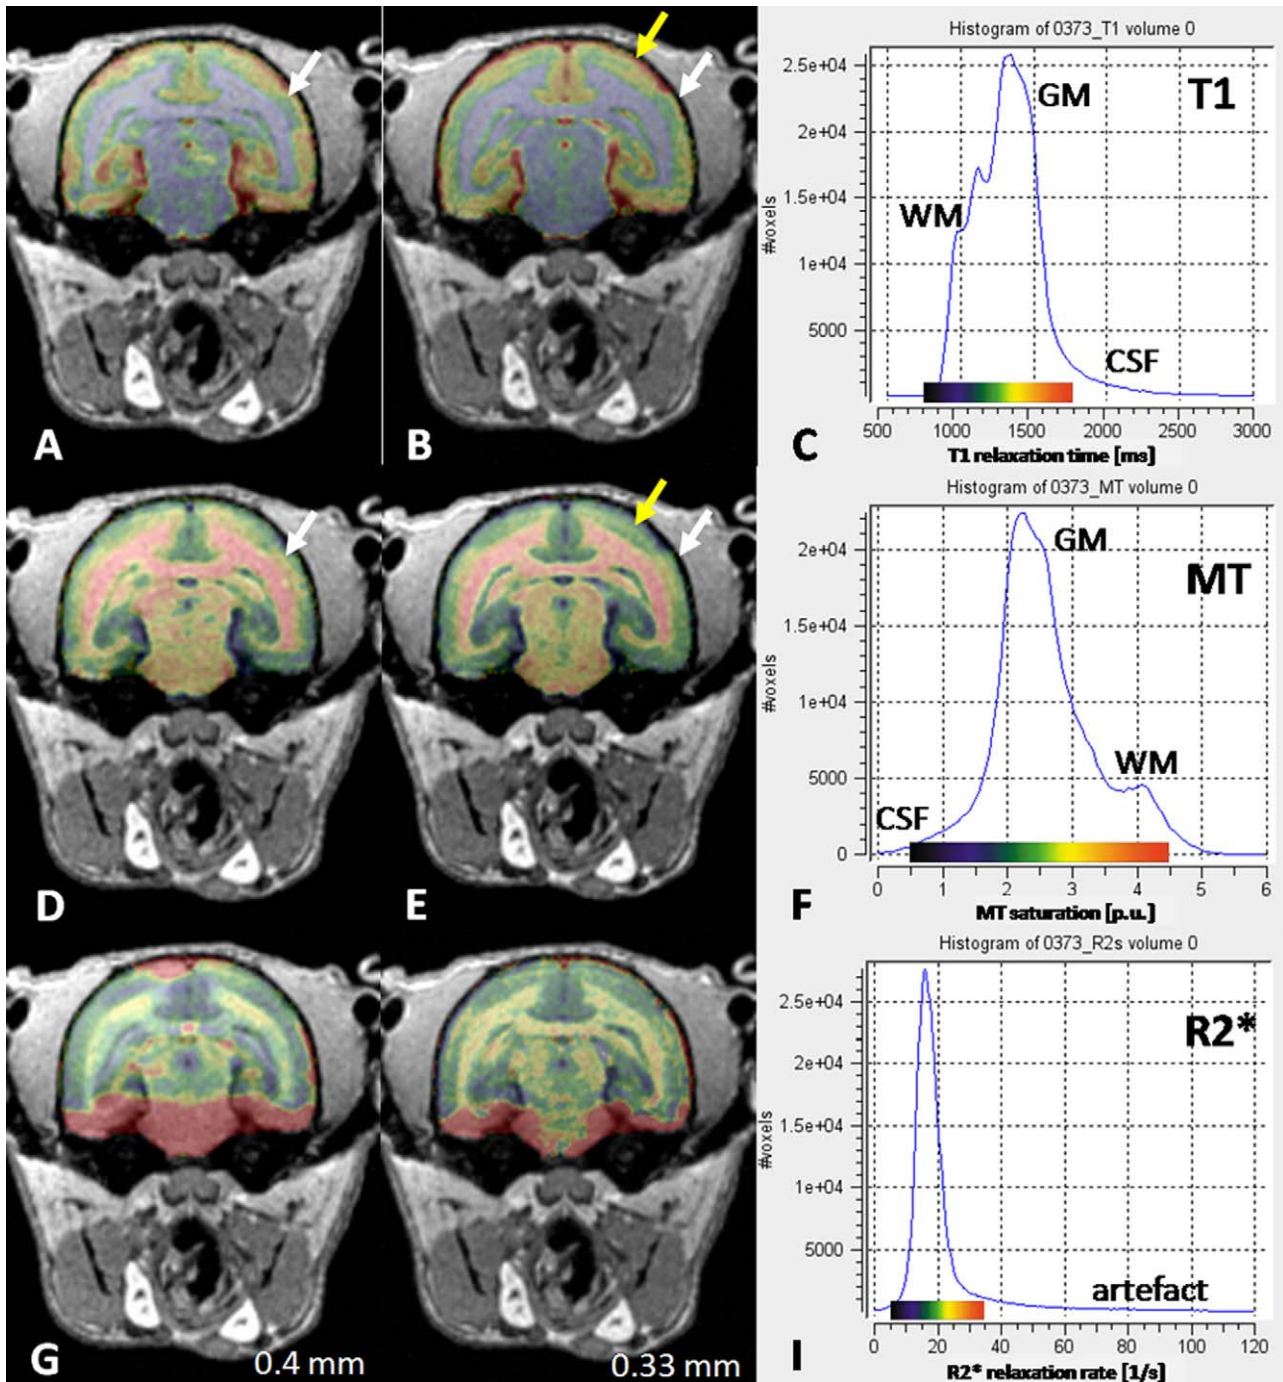 A
B
Histogram of 0373_T1 volume 0
T1
GM
WM
CSF
#voxels
2.5e+04
2e+04
1.5e+04
1e+04
5000
500 1000 1500 2000 2500 3000
T1 relaxation time [ms]
C
D
E
Histogram of 0373_MT volume 0
MT
GM
WM
CSF
#voxels
2e+04
1.5e+04
1e+04
5000
0
0 1 2 3 4 5 6
MT saturation [p.u.]
F
G
0.4 mm
0.33 mm
Histogram of 0373_R2s volume 0
R2*
artefact
#voxels
2.5e+04
2e+04
1.5e+04
1e+04
5000
0 20 40 60 80 100 120
R2* relaxation rate [1/s]
I